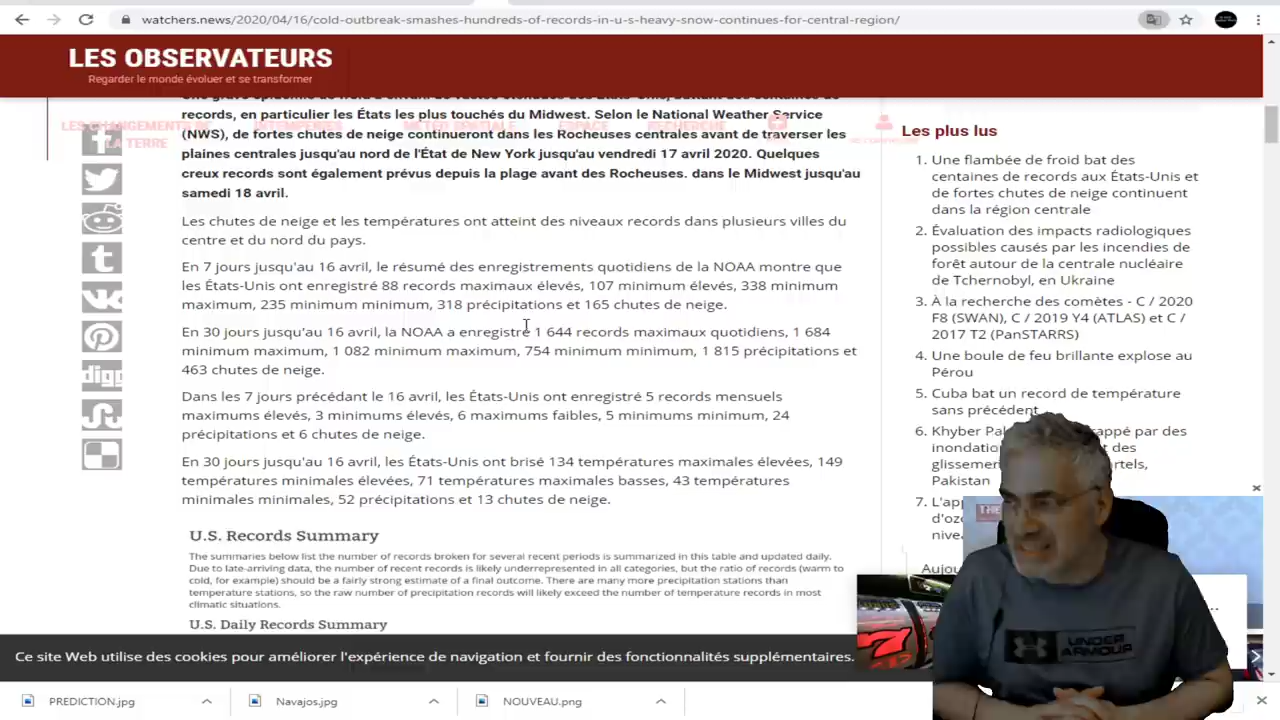 watchers.news/2020/04/16/cold-outbreak-smashes-hundreds-of-records-in-u-s-heavy-snow-continues-for-central-region/
LES OBSERVATEURS
Regarder le monde évoluer et se transformer
records, en particulier les États les plus touchés du Midwest. Selon le National Weather Service
(NWS), de fortes chutes de neige continueront dans les Rocheuses centrales avant de traverser les
plaines centrales jusqu'au nord de l'État de New York jusqu'au vendredi 17 avril 2020. Quelques
creux records sont également prévus depuis la plage avant des Rocheuses. dans le Midwest jusqu'au
samedi 18 avril.
Les chutes de neige et les températures ont atteint des niveaux records dans plusieurs villes du
centre et du nord du pays.
En 7 jours jusqu'au 16 avril, le résumé des enregistrements quotidiens de la NOAA montre que
les États-Unis ont enregistré 88 records maximaux élevés, 107 minimum élevés, 338 minimum
maximum, 235 minimum minimum, 318 précipitations et 165 chutes de neige.
En 30 jours jusqu'au 16 avril, la NOAA a enregistré 1 644 records maximaux quotidiens, 1 684
minimum maximum, 1 082 minimum maximum, 754 minimum minimum, 1 815 précipitations et
463 chutes de neige.
Dans les 7 jours précédant le 16 avril, les États-Unis ont enregistré 5 records mensuels
maximums élevés, 3 minimums élevés, 6 maximums faibles, 5 minimums minimum, 24
précipitations et 6 chutes de neige.
En 30 jours jusqu'au 16 avril, les États-Unis ont brisé 134 températures maximales élevées, 149
températures minimales élevées, 71 températures maximales basses, 43 températures
minimales minimales, 52 précipitations et 13 chutes de neige.
U.S. Records Summary
The summaries below list the number of records broken for several recent periods is summarized in this table and updated daily.
Due to late-arriving data, the number of recent records is likely underrepresented in all categories, but the ratio of records (warm to
cold, for example) should be a fairly strong estimate of a final outcome. There are many more precipitation stations than
temperature stations, so the raw number of precipitation records will likely exceed the number of temperature records in most
climatic situations.
U.S. Daily Records Summary
Les plus lus
1. Une flambée de froid bat des
centaines de records aux États-Unis et
de fortes chutes de neige continuent
dans la région centrale
2. Évaluation des impacts radiologiques
possibles causés par les incendies de
forêt autour de la centrale nucléaire
de Tchernobyl, en Ukraine
3. À la recherche des comètes - C / 2020
F8 (SWAN), C / 2019 Y4 (ATLAS) et C /
2017 T2 (PanSTARRS)
4. Une boule de feu brillante explose au
Pérou
5. Cuba bat un record de température
sans précédent
6. Khyber
par des
Pakistan
7.
Ce site Web utilise des cookies pour améliorer l'expérience de navigation et fournir des fonctionnalités supplémentaires.
UNDER
ARMOUR
PREDICTION.jpg
Navajos.jpg
NOUVEAU.png